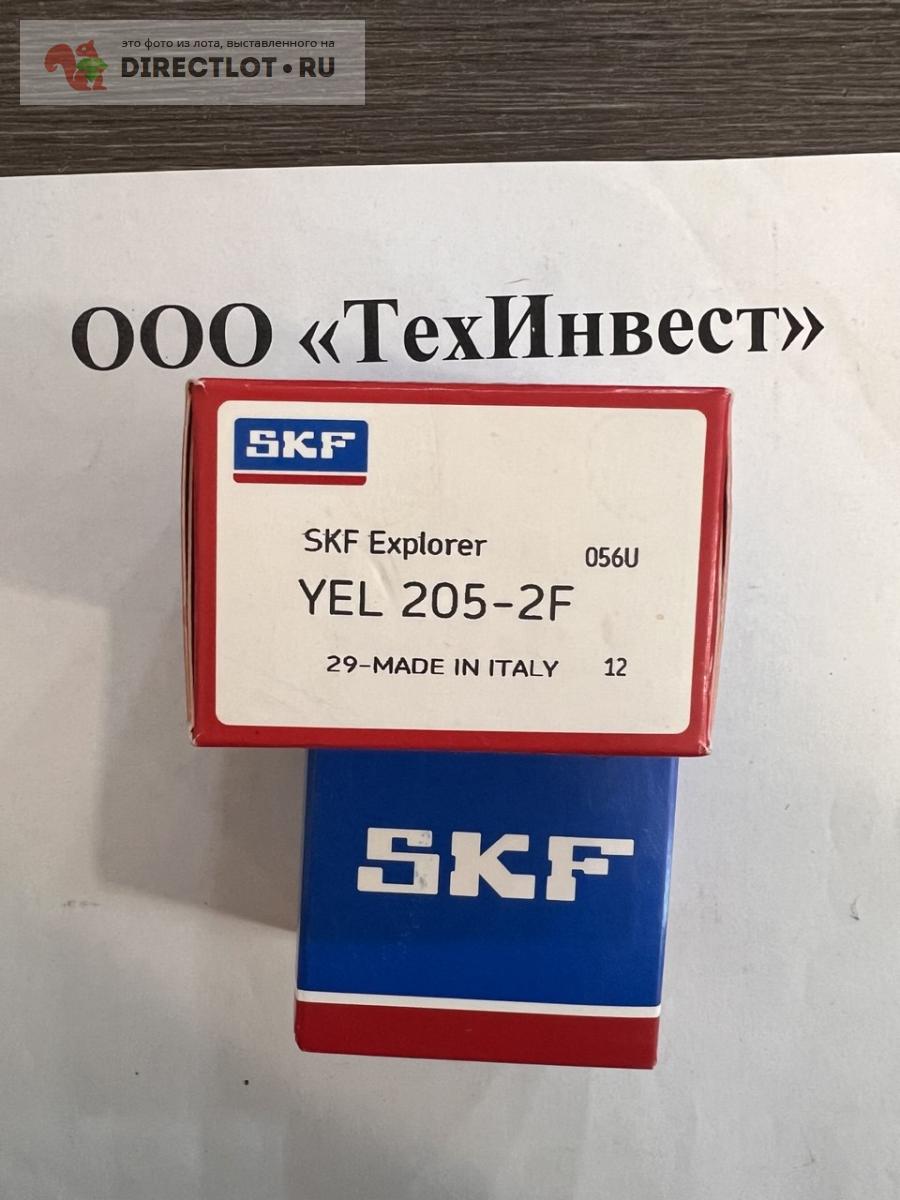 это фото из лота, выставленного на
DIRECTLOT•RU
ООО «ТехИнвест»
SKF
SKF Explorer
056U
YEL 205-2F
29-MADE IN ITALY 12
SKF